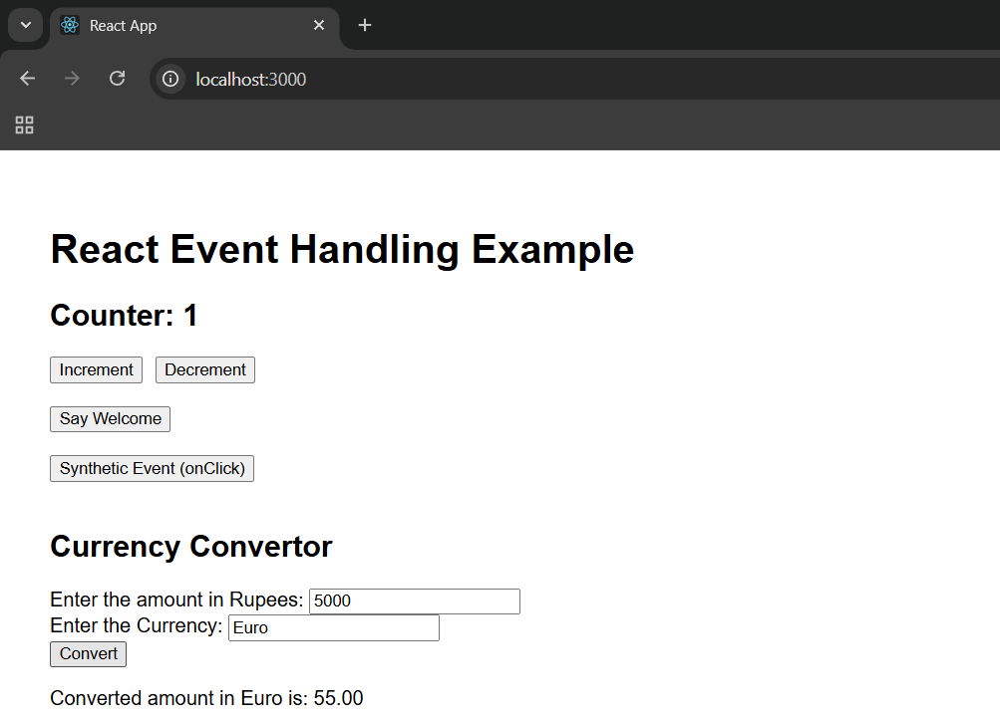 React App
localhost:3000
React Event Handling Example
Counter: 1
Increment Decrement
Say Welcome
Synthetic Event (onClick)
Currency Convertor
Enter the amount in Rupees: 5000
Enter the Currency: Euro
Convert
Converted amount in Euro is: 55.00